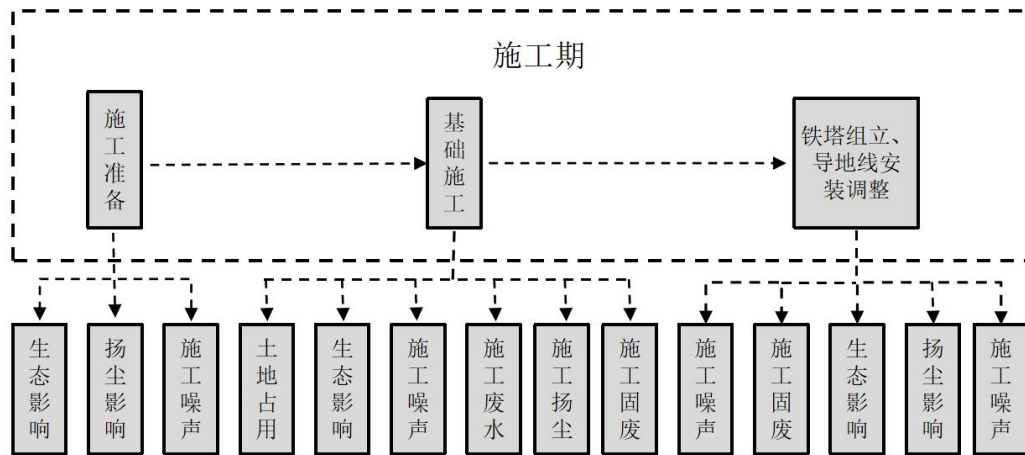 施工期
施工准备
基础施工
铁塔组立、
导地线安
装调整
生态影响
扬尘影响
施工噪声
土地占用
生态影响
施工噪声
施工废水
施工扬尘
施工固废
施工噪声
施工固废
生态影响
扬尘影响
施工噪声